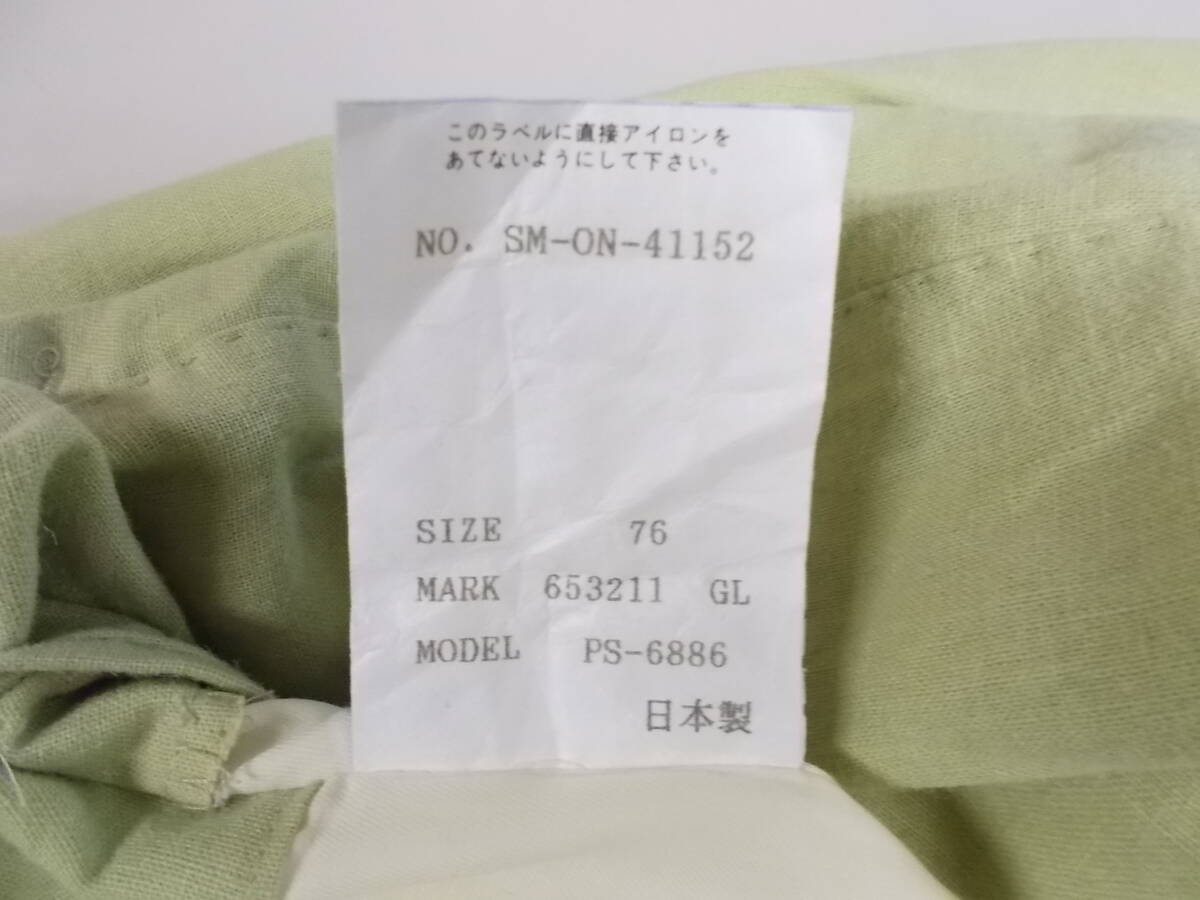 このラベルに直接アイロンを
あてないようにして下さい。
NO. SM-ON-41152
SIZE 76
MARK 653211 GL
MODEL PS-6886
日本製